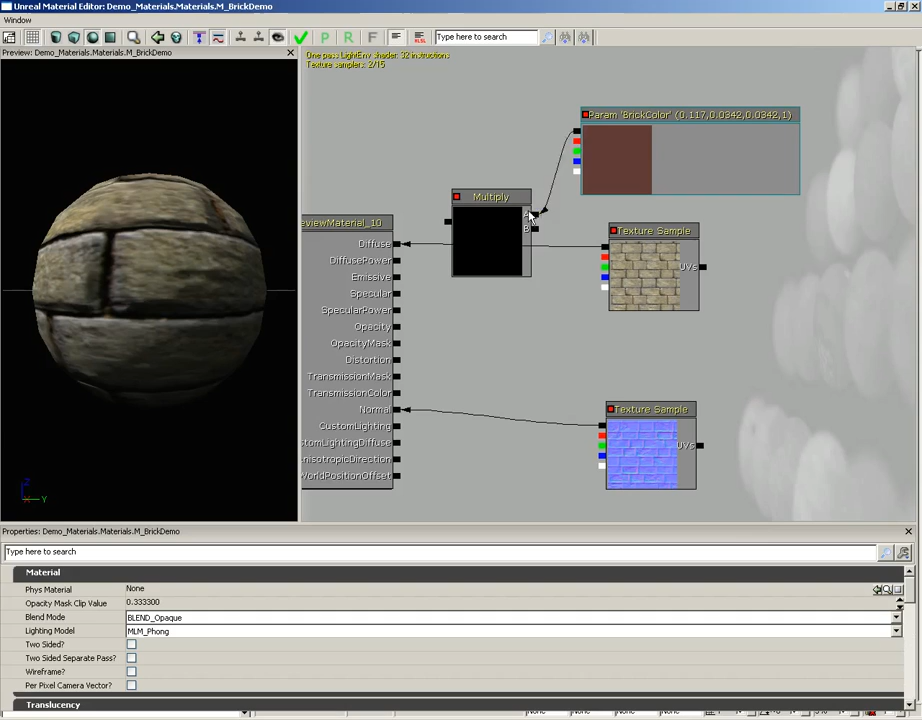 Unreal Material Editor: Demo_Materials.Materials.M_BrickDemo
Window
P R F HLSL Type here to search
Preview: Demo_Materials.Materials.M_BrickDemo
One pass LightEnv shader: 32 instructions
Texture samplers: 2/15
Param 'BrickColor' (0.117,0.0342,0.0342,1)
Multiply
B
eviewMaterial_10
Texture Sample
UVs
Diffuse
DiffusePower
Emissive
Specular
SpecularPower
Opacity
OpacityMask
Distortion
TransmissionMask
TransmissionColor
Normal
CustomLighting
stomLightingDiffuse
nisotropicDirection
WorldPositionOffset
Texture Sample
UVs
Z
X Y
Properties: Demo_Materials.Materials.M_BrickDemo
Type here to search
Material
Phys Material None
Opacity Mask Clip Value 0.333300
Blend Mode BLEND_Opaque
Lighting Model MLM_Phong
Two Sided?
Two Sided Separate Pass?
Wireframe?
Per Pixel Camera Vector?
Translucency